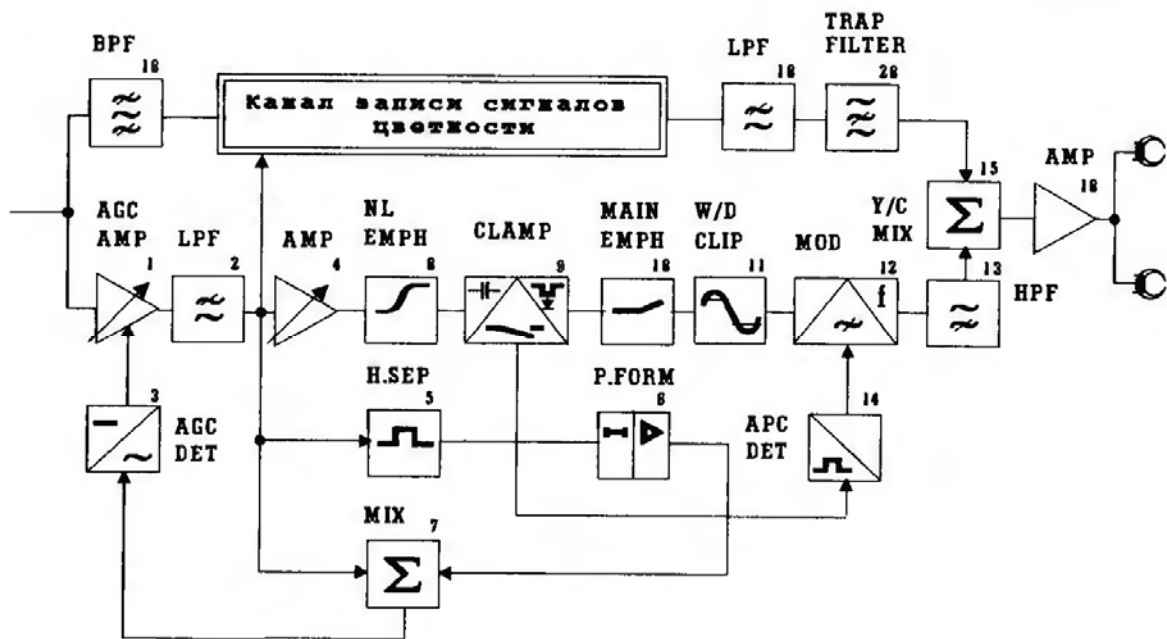 BPF
18
Канал записи сигналов
цветности
LPF
18
TRAP
FILTER
20
AGC
AMP
1
LPF
2
AMP
4
NL
EMPH
8
CLAMP
9
MAIN
EMPH
10
W/D
CLIP
11
MOD
12
f
Y/C
MIX
15
Σ
AMP
16
13
HPF
3
AGC
DET
H.SEP
5
P.FORM
6
APC
DET
14
MIX
7
Σ